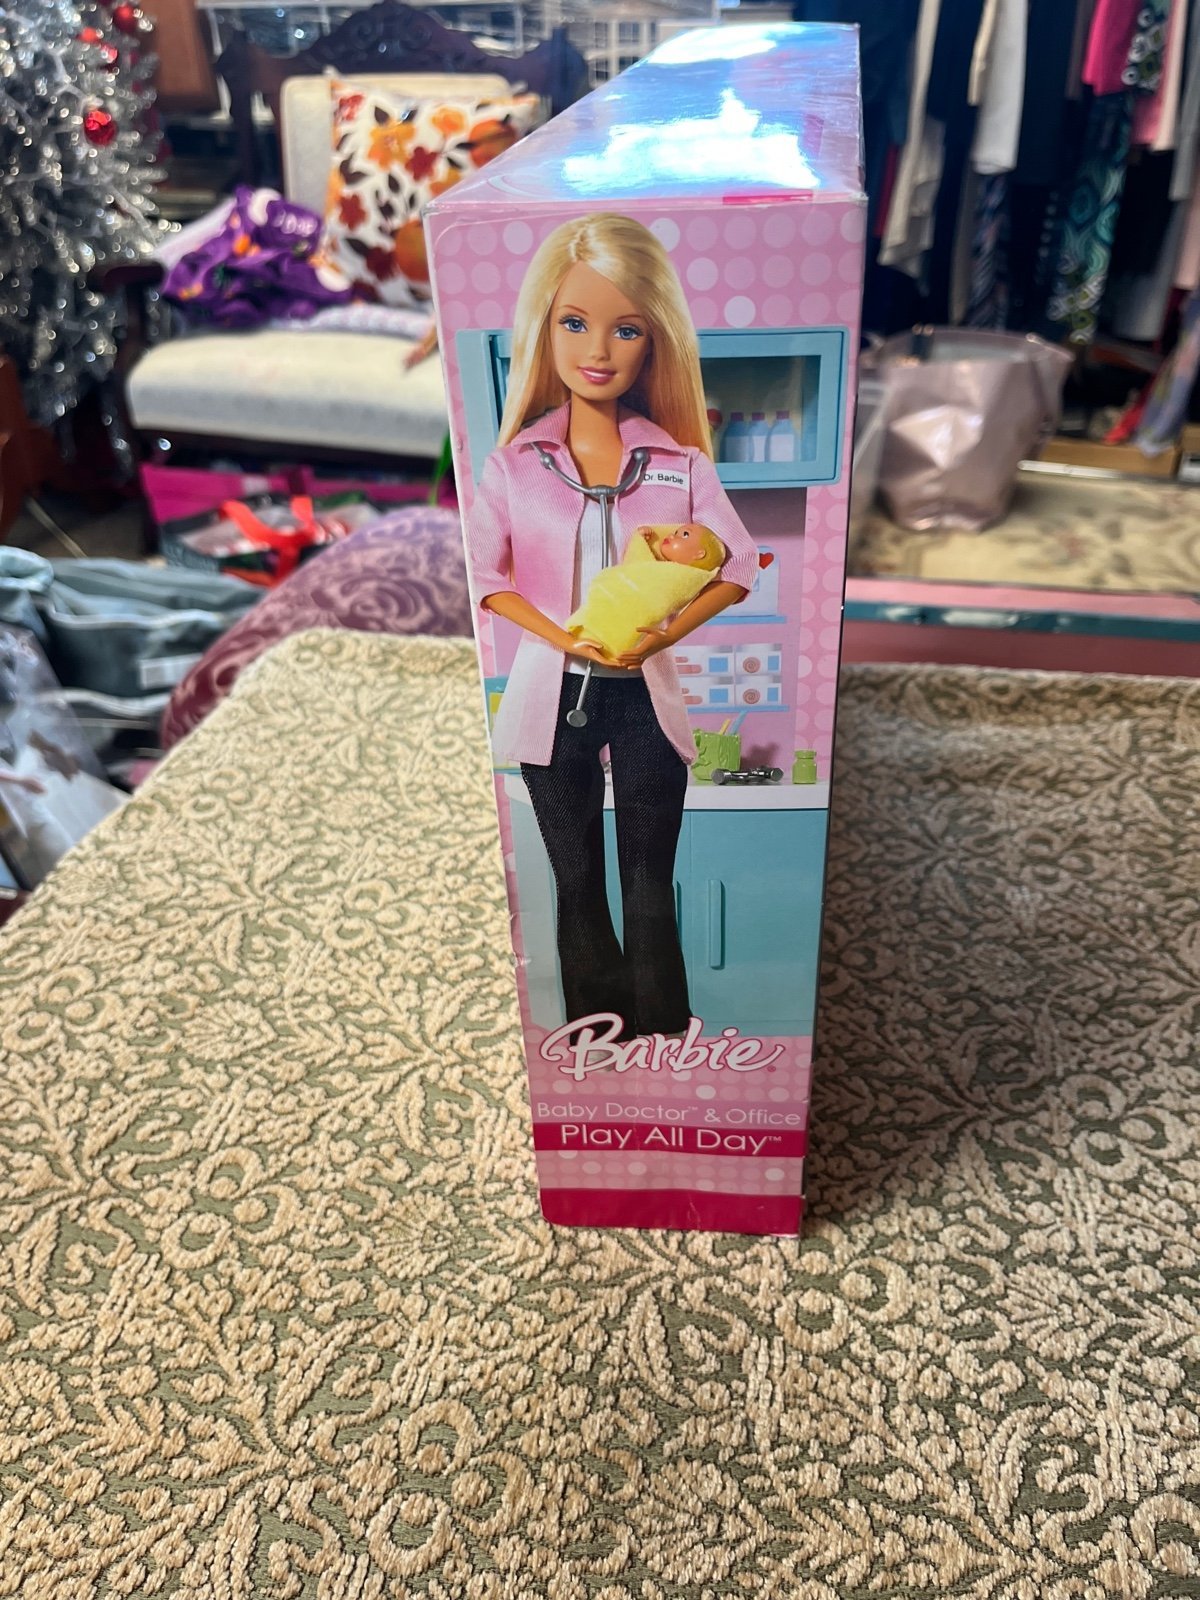 Dr. Barbie
Barbie®
Baby Doctor™ & Office
Play All Day™